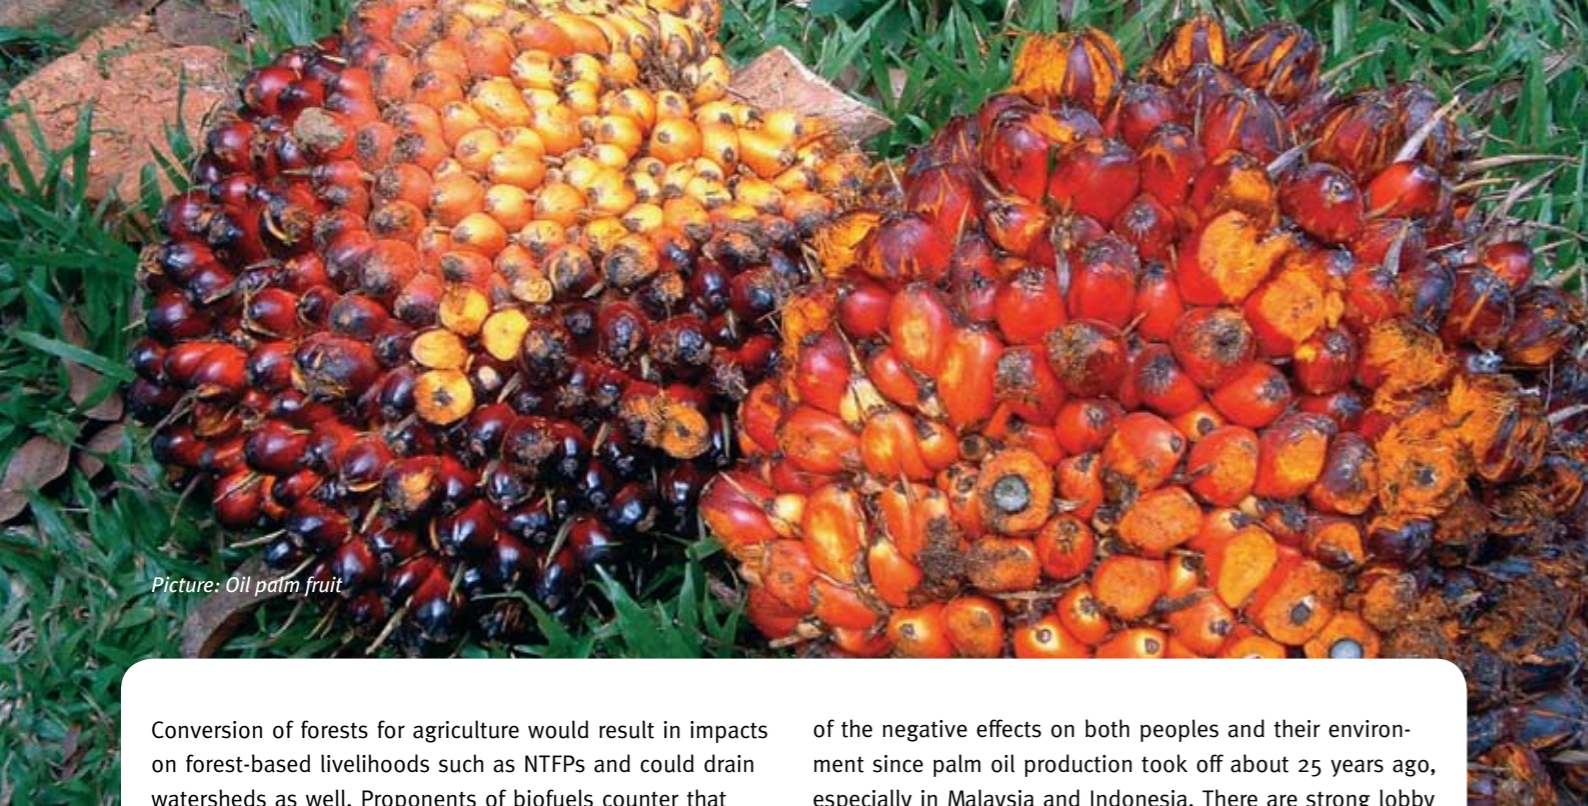 Picture: Oil palm fruit
Conversion of forests for agriculture would result in impacts
on forest-based livelihoods such as NTFPs and could drain
watersheds as well. Proponents of biofuels counter that
of the negative effects on both peoples and their environ-
ment since palm oil production took off about 25 years ago,
especially in Malaysia and Indonesia. There are strong lobby